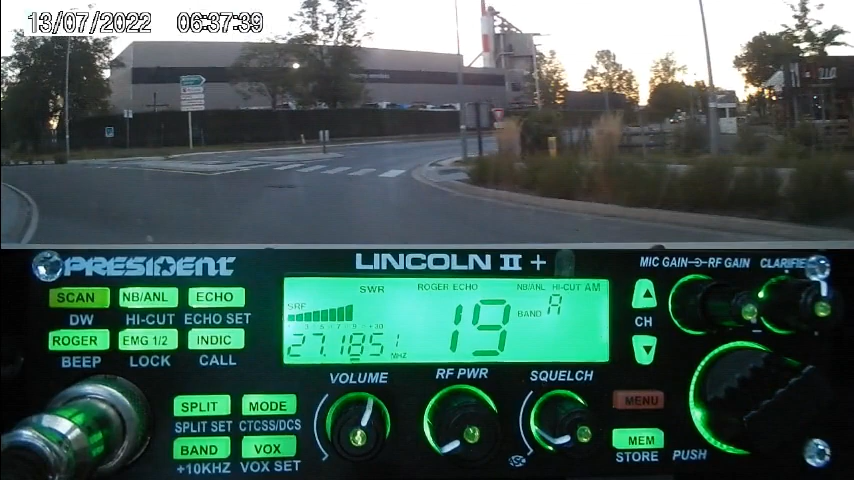 13/07/2022 06:37:39
PRESIDENT
LINCOLN II +
MIC GAIN RF GAIN CLARIFIER
SCAN NB/ANL ECHO
DW HI-CUT ECHO SET
ROGER EMG 1/2 INDIC
BEEP LOCK CALL
SWR ROGER ECHO NB/ANL HI-CUT AM
SRF
BAND A
19
27.185 MHZ
CH
VOLUME RF PWR SQUELCH
SPLIT MODE
SPLIT SET CTCSS/DCS
BAND VOX
+10KHZ VOX SET
ASC
MENU
MEM
STORE PUSH